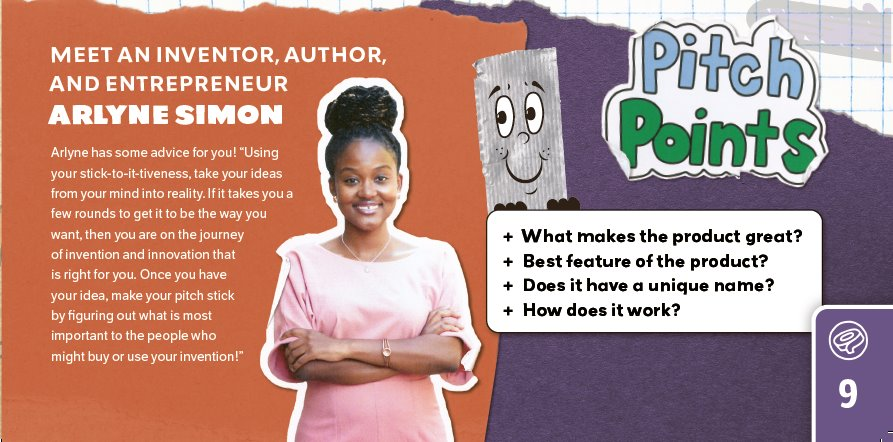 MEET AN INVENTOR, AUTHOR,
AND ENTREPRENEUR
ARLYNE SIMON
Arlyne has some advice for you! “Using
your stick-to-it-tiveness, take your ideas
from your mind into reality. If it takes you a
few rounds to get it to be the way you
want, then you are on the journey
of invention and innovation that
is right for you. Once you have
your idea, make your pitch stick
by figuring out what is most
important to the people who
might buy or use your invention!”
Pitch
Points
+ What makes the product great?
+ Best feature of the product?
+ Does it have a unique name?
+ How does it work?
9